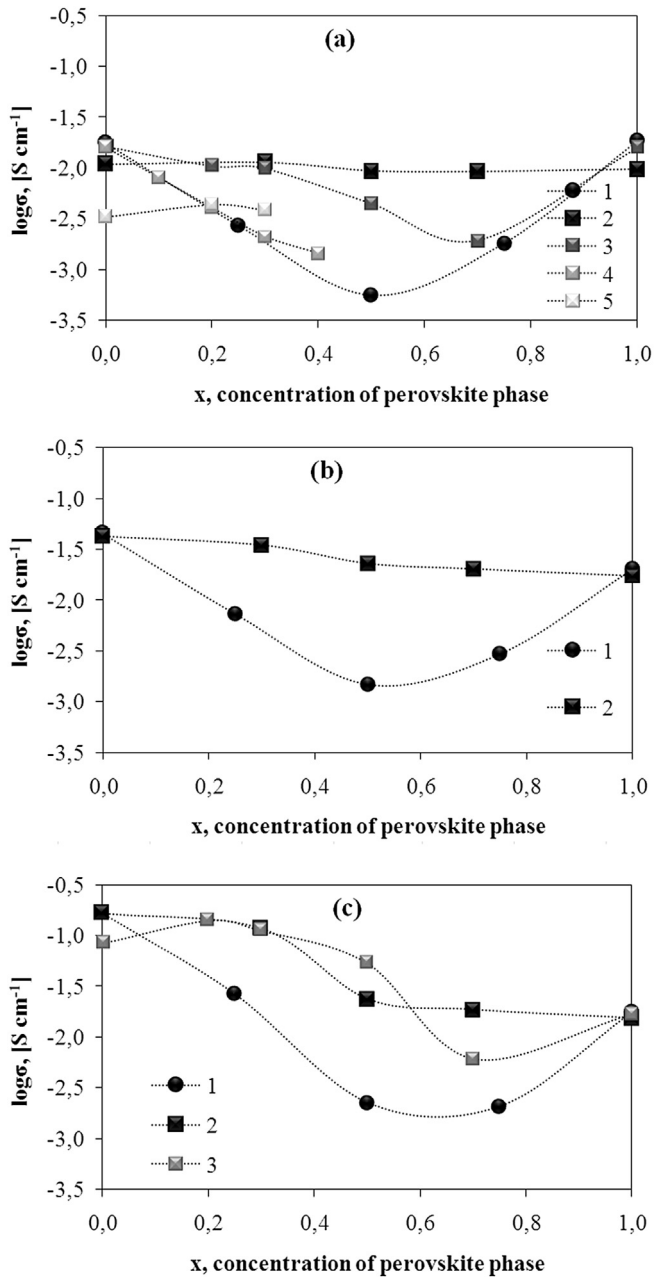 (a)
-0,5
-1,0
-1,5
-2,0
-2,5
-3,0
-3,5
logσ, [S cm⁻¹]
1
2
3
4
5
0,0 0,2 0,4 0,6 0,8 1,0
x, concentration of perovskite phase
(b)
-0,5
-1,0
-1,5
-2,0
-2,5
-3,0
-3,5
logσ, [S cm⁻¹]
1
2
0,0 0,2 0,4 0,6 0,8 1,0
x, concentration of perovskite phase
(c)
-0,5
-1,0
-1,5
-2,0
-2,5
-3,0
-3,5
logσ, [S cm⁻¹]
1
2
3
0,0 0,2 0,4 0,6 0,8 1,0
x, concentration of perovskite phase